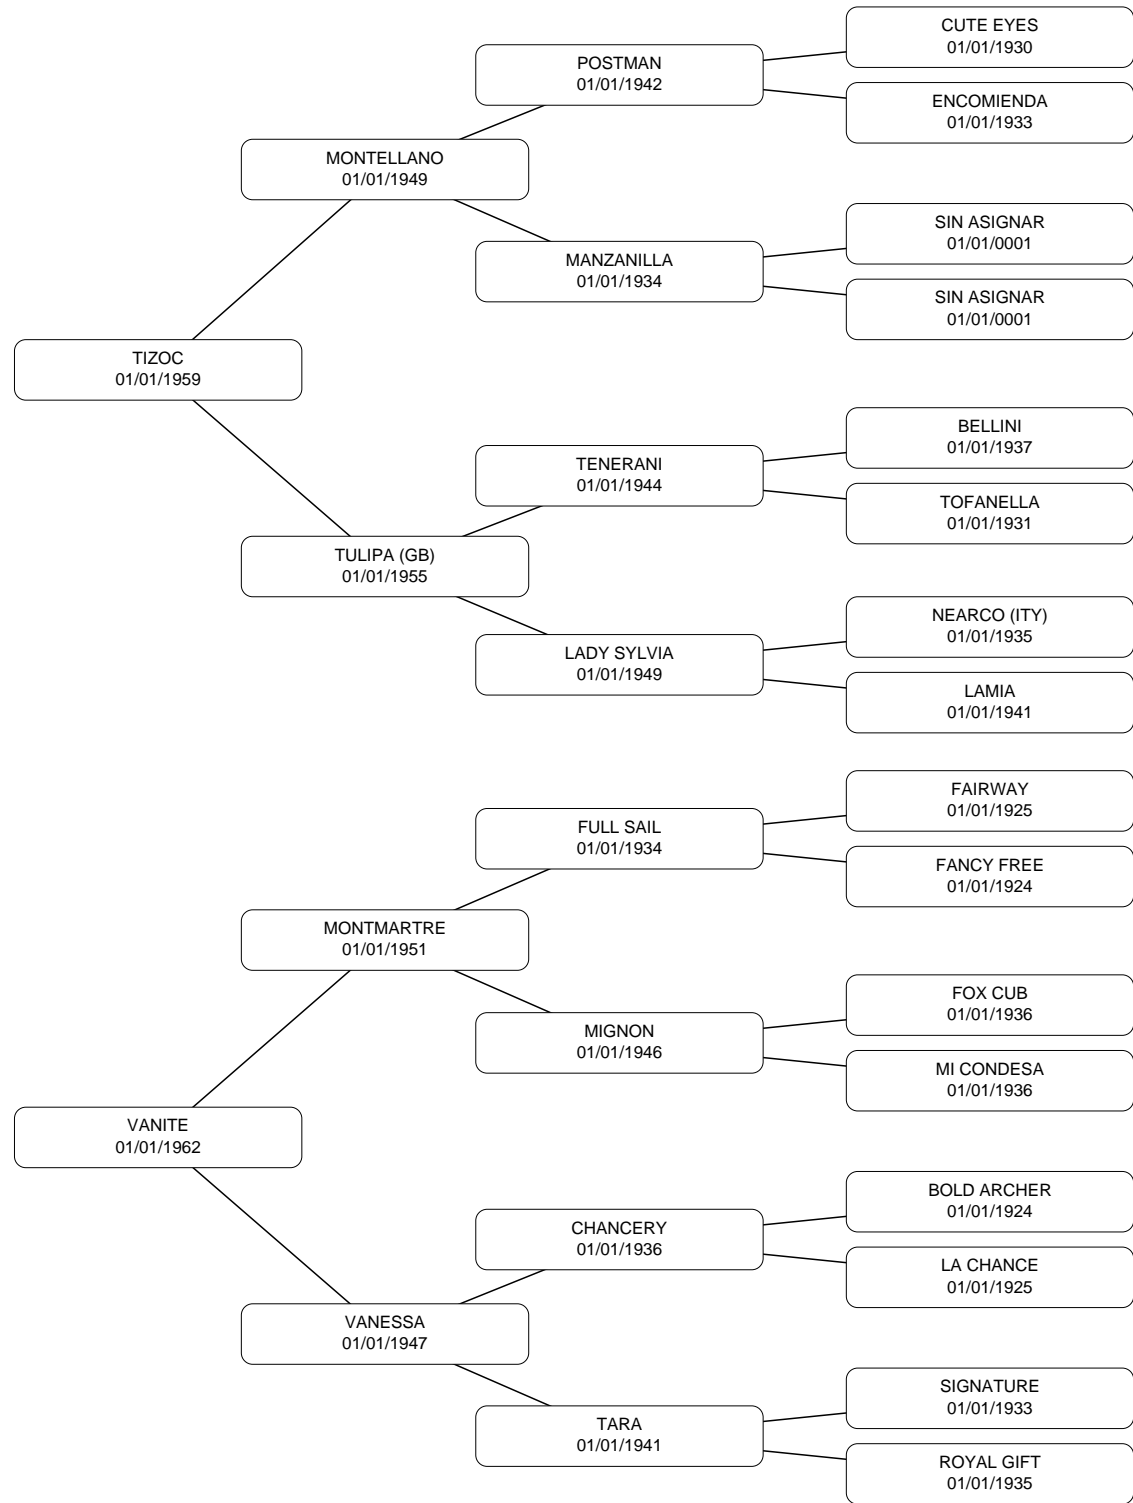 CUTE EYES
01/01/1930
POSTMAN
01/01/1942
ENCOMIENDA
01/01/1933
MONTELLANO
01/01/1949
SIN ASIGNAR
01/01/0001
MANZANILLA
01/01/1934
SIN ASIGNAR
01/01/0001
TIZOC
01/01/1959
BELLINI
01/01/1937
TENERANI
01/01/1944
TOFANELLA
01/01/1931
TULIPA (GB)
01/01/1955
NEARCO (ITY)
01/01/1935
LADY SYLVIA
01/01/1949
LAMIA
01/01/1941
FAIRWAY
01/01/1925
FULL SAIL
01/01/1934
FANCY FREE
01/01/1924
MONTMARTRE
01/01/1951
FOX CUB
01/01/1936
MIGNON
01/01/1946
MI CONDESA
01/01/1936
VANITE
01/01/1962
BOLD ARCHER
01/01/1924
CHANCERY
01/01/1936
LA CHANCE
01/01/1925
VANESSA
01/01/1947
SIGNATURE
01/01/1933
TARA
01/01/1941
ROYAL GIFT
01/01/1935